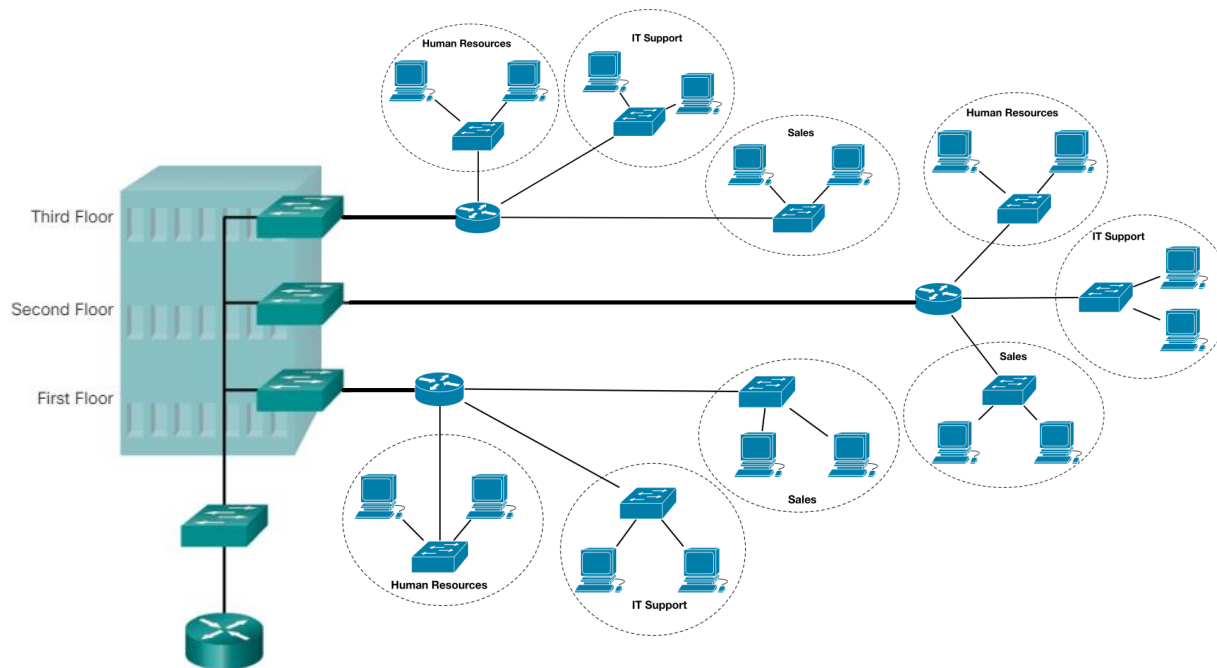 Human Resources
IT Support
Sales
Human Resources
Third Floor
IT Support
Second Floor
Sales
First Floor
Sales
Human Resources
IT Support